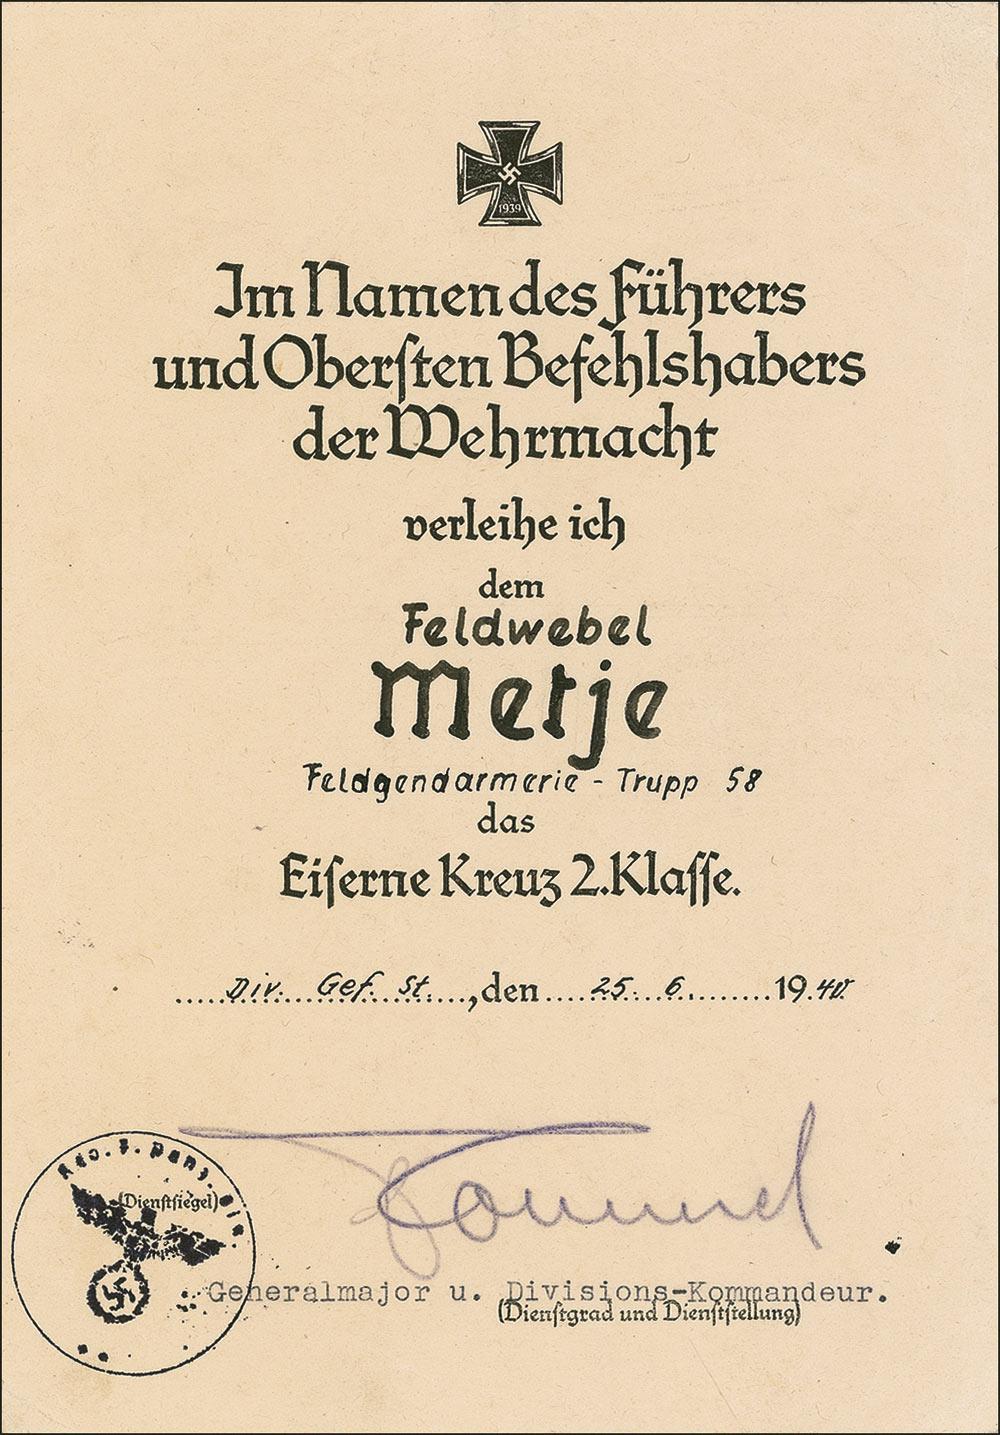 1939
Im Namen des Führers
und Oberſten Befehlshabers
der Wehrmacht
verleihe ich
dem
Feldwebel
Metje
Feldgendarmerie - Trupp 58
das
Eiſerne Kreuz 2.Klaſſe.
Div. Gef. St. , den 25. 6. 1940
Rommel
(Dienſtſiegel)
Generalmajor u. Divisions-Kommandeur.
(Dienſtgrad und Dienſtſtellung)